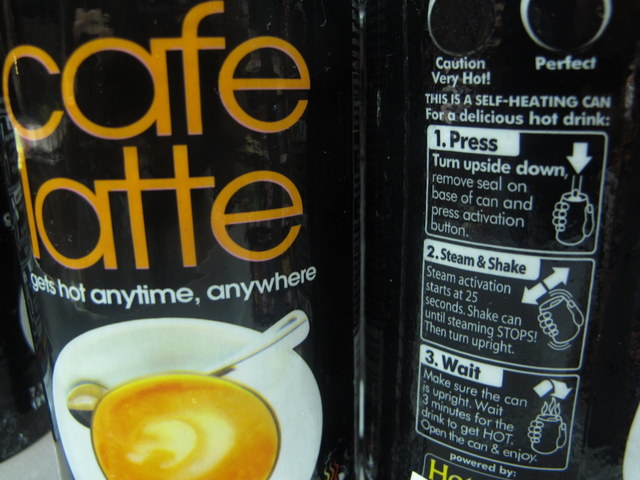 cafe
latte
gets hot anytime, anywhere
Caution
Very Hot!
Perfect
THIS IS A SELF-HEATING CAN
For a delicious hot drink:
1. Press
Turn upside down,
remove seal on
base of can and
press activation
button.
2. Steam & Shake
Steam activation
starts at 25
seconds. Shake can
until steaming STOPS!
Then turn upright.
3. Wait
Make sure the can
is upright. Wait
3 minutes for the
drink to get HOT.
Open the can & enjoy.
powered by: